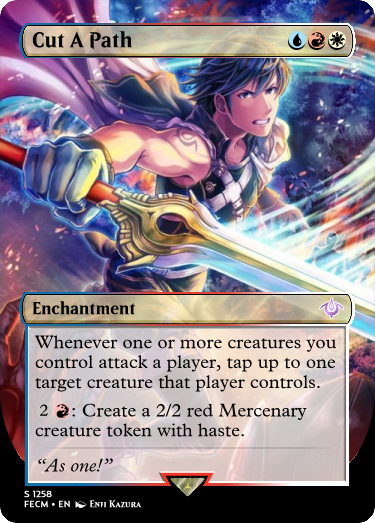 Cut A Path
Enchantment
Whenever one or more creatures you
control attack a player, tap up to one
target creature that player controls.
2 : Create a 2/2 red Mercenary
creature token with haste.
“As one!”
S 1258
FECM • EN Enji Kazura